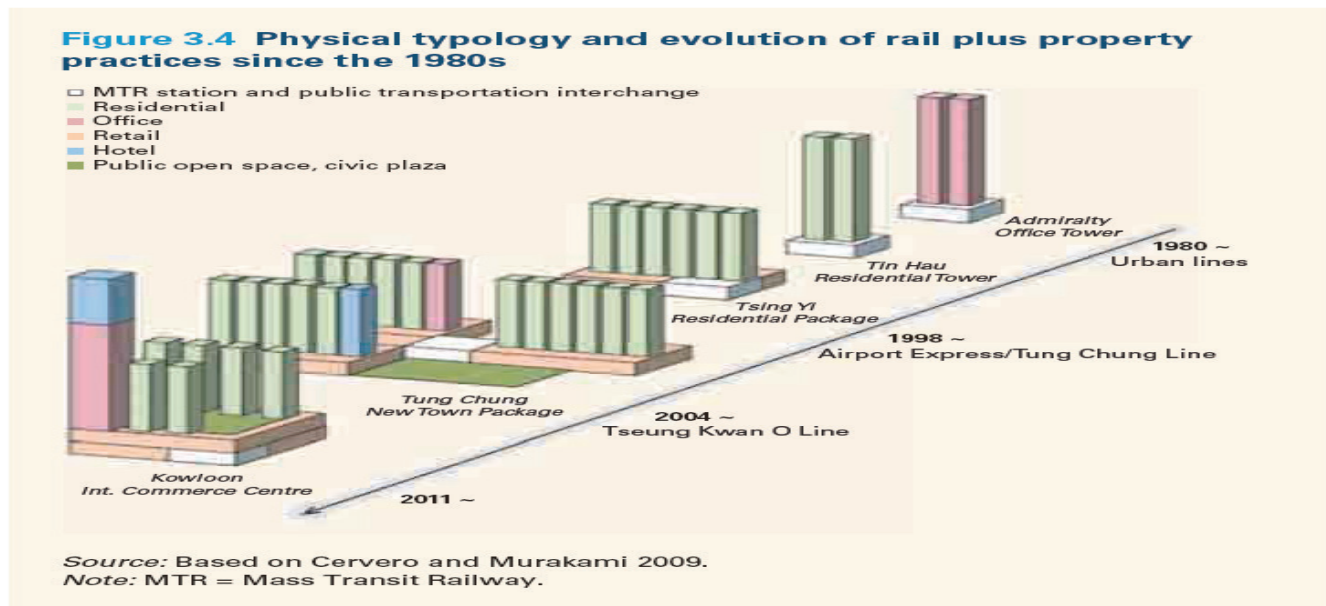 Figure 3.4 Physical typology and evolution of rail plus property
practices since the 1980s
MTR station and public transportation interchange
Residential
Office
Retail
Hotel
Public open space, civic plaza
Admiralty
Office Tower
1980 ~
Urban lines
Tin Hau
Residential Tower
Tsing Yi
Residential Package
1998 ~
Airport Express/Tung Chung Line
Tung Chung
New Town Package
2004 ~
Tseung Kwan O Line
Kowloon
Int. Commerce Centre
2011 ~
Source: Based on Cervero and Murakami 2009.
Note: MTR = Mass Transit Railway.